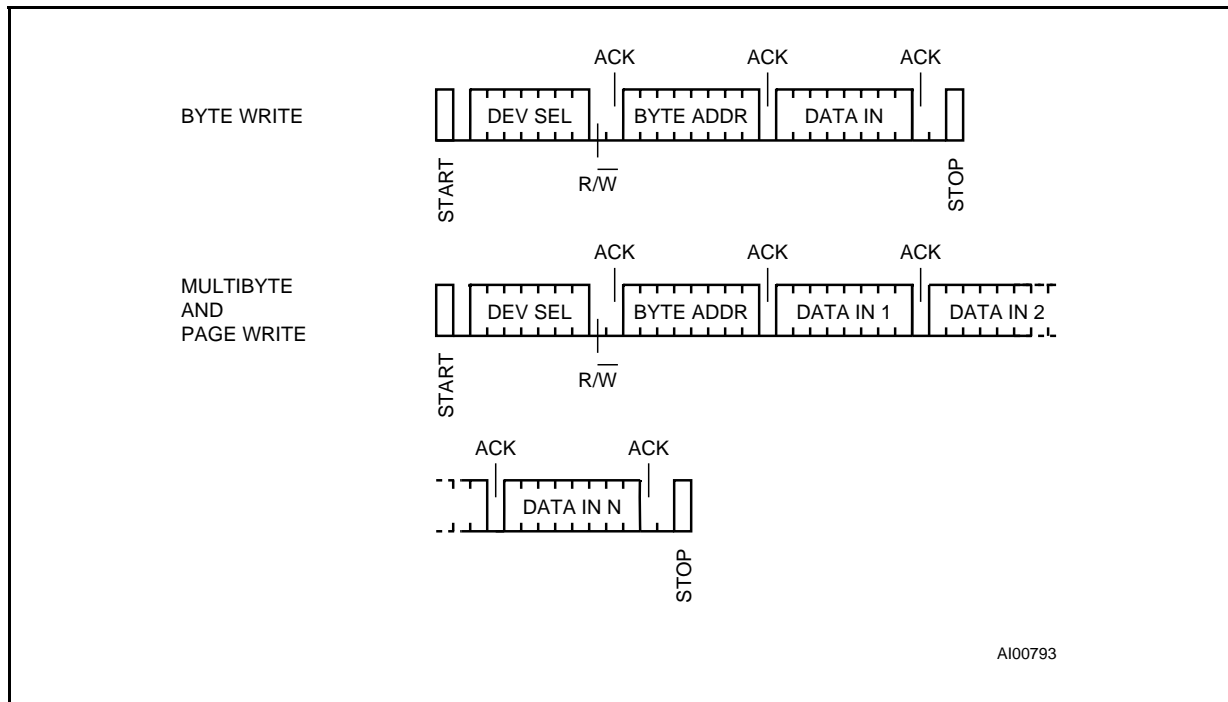 ACK ACK ACK
BYTE WRITE
DEV SEL BYTE ADDR DATA IN
R/W̅
START
STOP
ACK ACK ACK
MULTIBYTE
AND
PAGE WRITE
DEV SEL BYTE ADDR DATA IN 1 DATA IN 2
R/W̅
START
ACK ACK
DATA IN N
STOP
AI00793